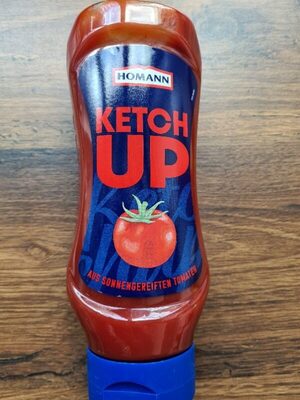 HOMANN
KETCH
UP
AUS SONNENGEREIFTEN TOMATEN